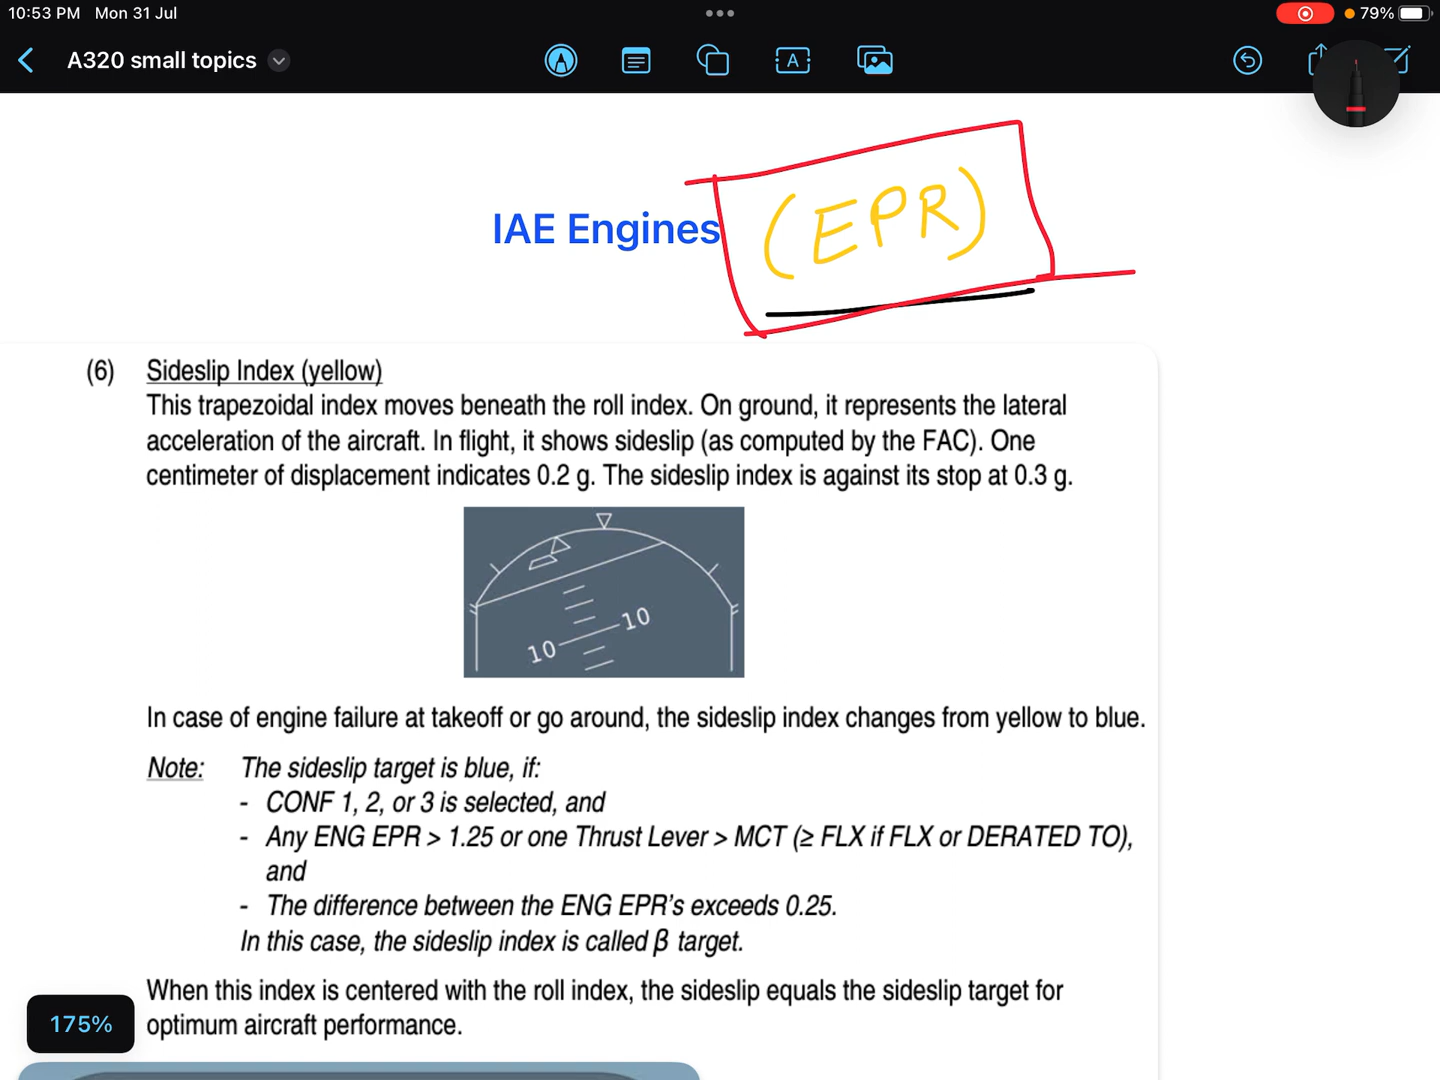 10:53 PM Mon 31 Jul
79%
A320 small topics
A
IAE Engines (EPR)
(6) Sideslip Index (yellow)
This trapezoidal index moves beneath the roll index. On ground, it represents the lateral
acceleration of the aircraft. In flight, it shows sideslip (as computed by the FAC). One
centimeter of displacement indicates 0.2 g. The sideslip index is against its stop at 0.3 g.
10 10
In case of engine failure at takeoff or go around, the sideslip index changes from yellow to blue.
Note: The sideslip target is blue, if:
- CONF 1, 2, or 3 is selected, and
- Any ENG EPR > 1.25 or one Thrust Lever > MCT (≥ FLX if FLX or DERATED TO),
and
- The difference between the ENG EPR's exceeds 0.25.
In this case, the sideslip index is called β target.
When this index is centered with the roll index, the sideslip equals the sideslip target for
optimum aircraft performance.
175%